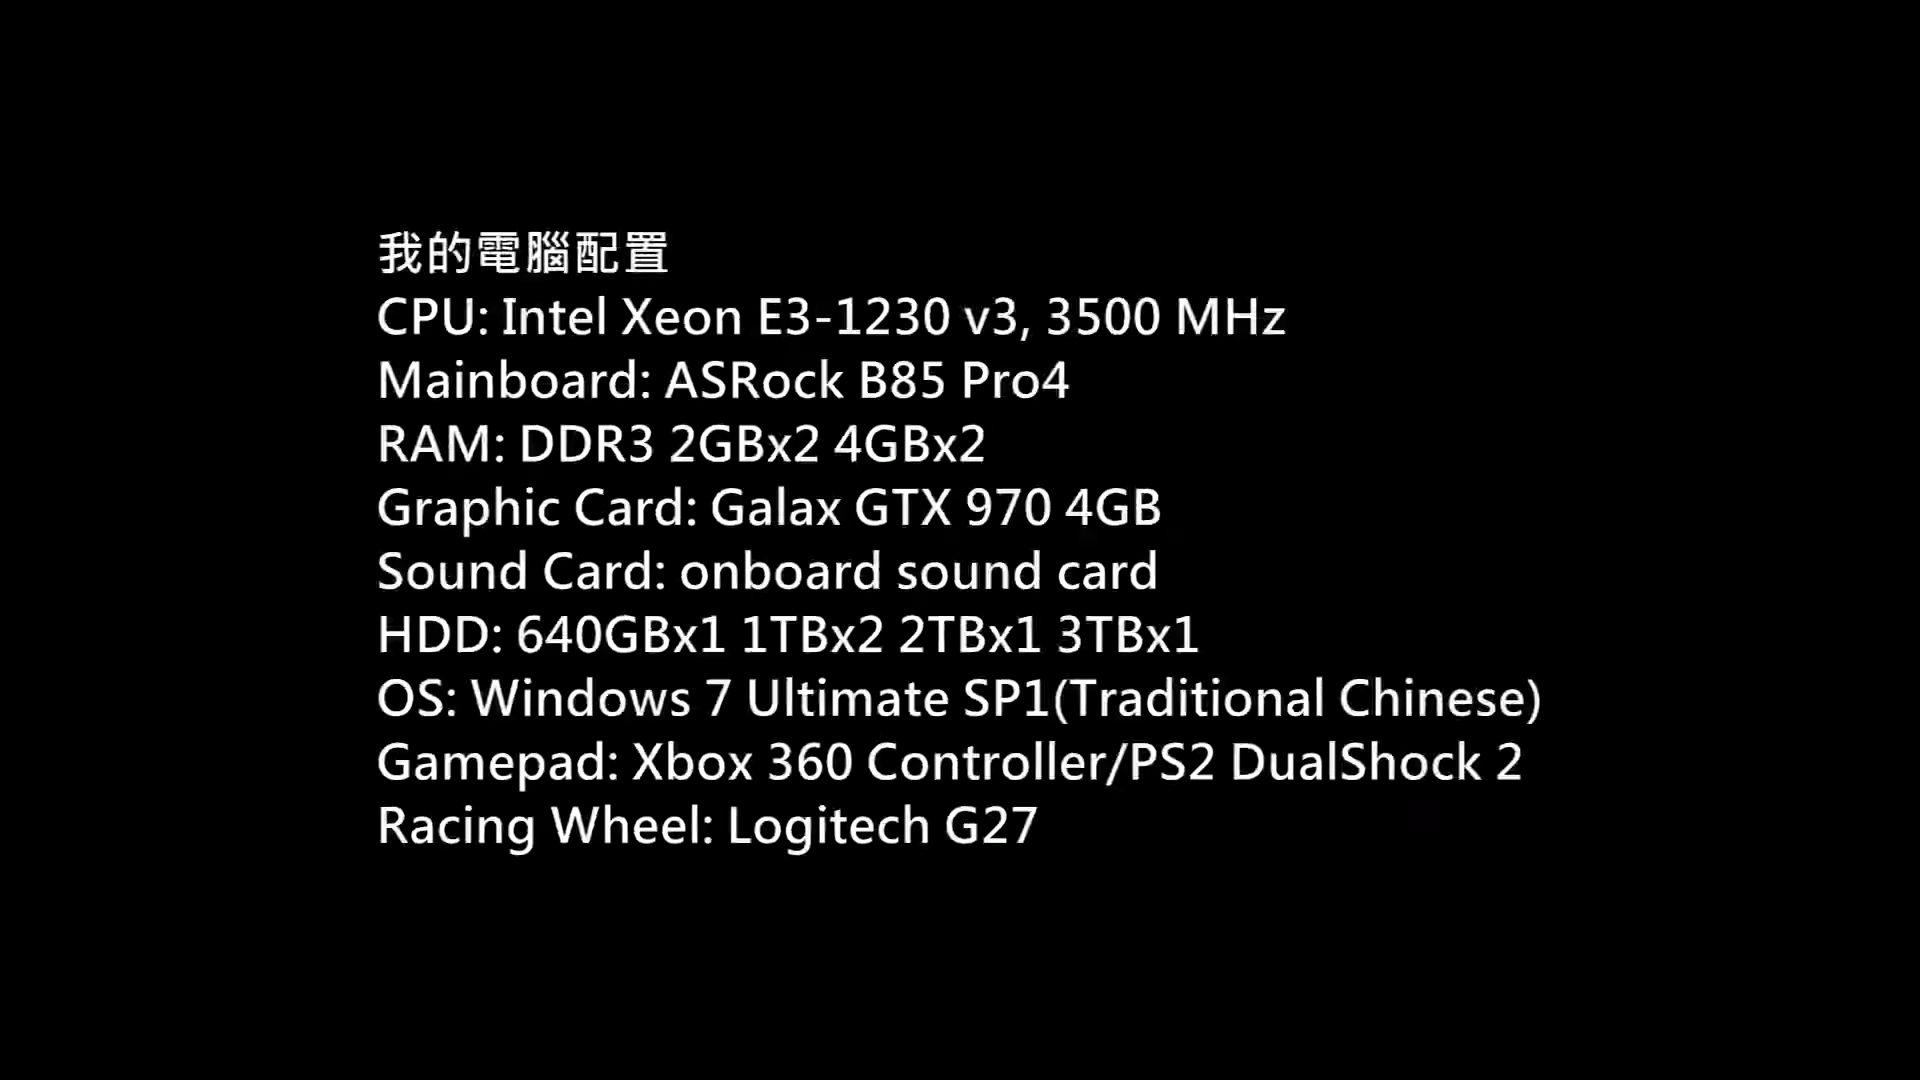 我的電腦配置
CPU: Intel Xeon E3-1230 v3, 3500 MHz
Mainboard: ASRock B85 Pro4
RAM: DDR3 2GBx2 4GBx2
Graphic Card: Galax GTX 970 4GB
Sound Card: onboard sound card
HDD: 640GBx1 1TBx2 2TBx1 3TBx1
OS: Windows 7 Ultimate SP1(Traditional Chinese)
Gamepad: Xbox 360 Controller/PS2 DualShock 2
Racing Wheel: Logitech G27